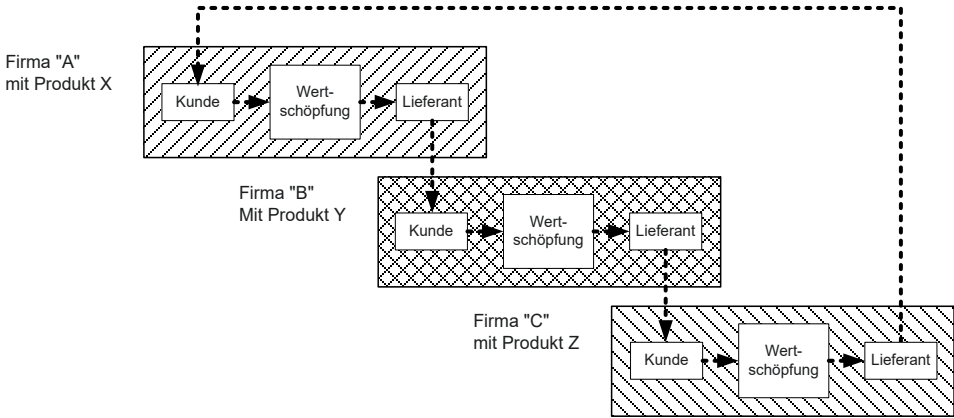 Firma "A"
mit Produkt X
Kunde
Wert-
schöpfung
Lieferant
Firma "B"
Mit Produkt Y
Kunde
Wert-
schöpfung
Lieferant
Firma "C"
mit Produkt Z
Kunde
Wert-
schöpfung
Lieferant